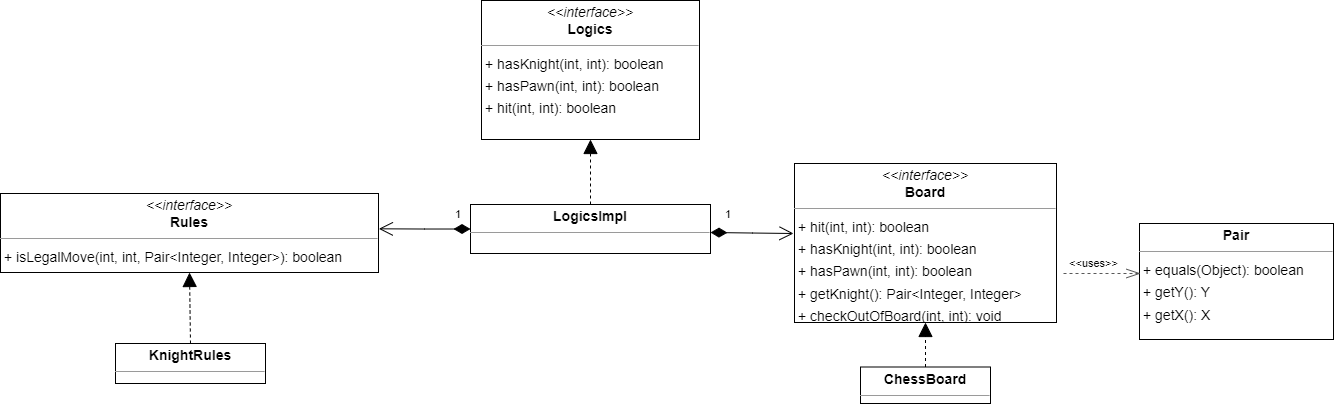 <<interface>>
Logics
+ hasKnight(int, int): boolean
+ hasPawn(int, int): boolean
+ hit(int, int): boolean
<<interface>>
Rules
+ isLegalMove(int, int, Pair<Integer, Integer>): boolean
1
LogicsImpl
1
<<interface>>
Board
+ hit(int, int): boolean
+ hasKnight(int, int): boolean
+ hasPawn(int, int): boolean
+ getKnight(): Pair<Integer, Integer>
+ checkOutOfBoard(int, int): void
<<uses>>
Pair
+ equals(Object): boolean
+ getY(): Y
+ getX(): X
KnightRules
ChessBoard